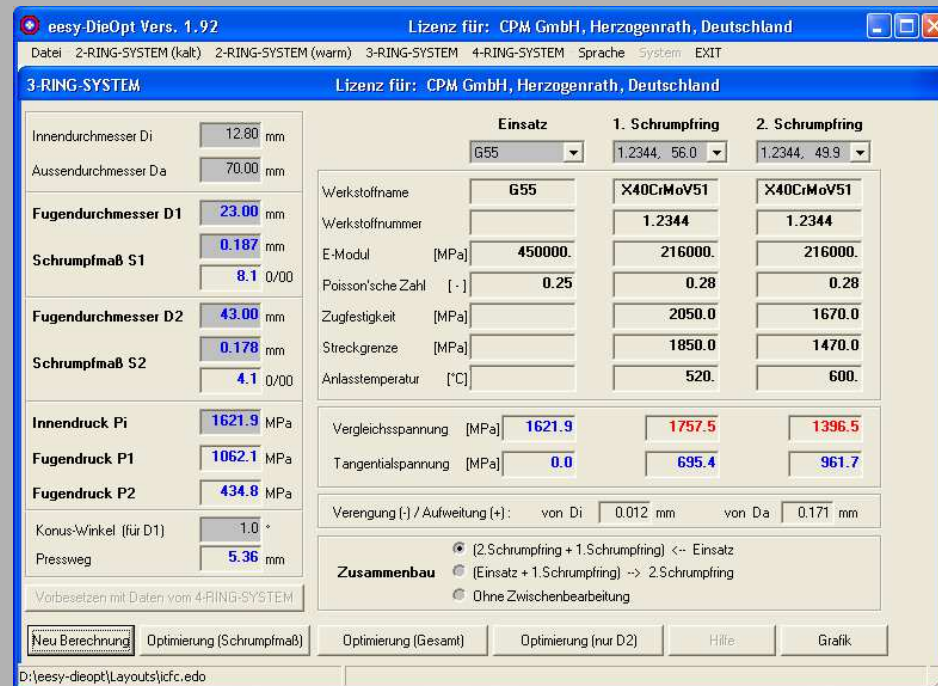 eesy-DieOpt Vers. 1.92 Lizenz für: CPM GmbH, Herzogenrath, Deutschland
Datei 2-RING-SYSTEM (kalt) 2-RING-SYSTEM (warm) 3-RING-SYSTEM 4-RING-SYSTEM Sprache System EXIT
3-RING-SYSTEM Lizenz für: CPM GmbH, Herzogenrath, Deutschland
Innendurchmesser Di 12.80 mm
Aussendurchmesser Da 70.00 mm
Fugendurchmesser D1 23.00 mm
Schrumpfmaß S1 0.187 mm
8.1 0/00
Fugendurchmesser D2 43.00 mm
Schrumpfmaß S2 0.178 mm
4.1 0/00
Innendruck Pi 1621.9 MPa
Fugendruck P1 1062.1 MPa
Fugendruck P2 434.8 MPa
Konus-Winkel (für D1) 1.0 °
Pressweg 5.36 mm
Vorbesetzen mit Daten vom 4-RING-SYSTEM
Einsatz 1. Schrumpfring 2. Schrumpfring
G55 1.2344, 56.0 1.2344, 49.9
Werkstoffname G55 X40CrMoV51 X40CrMoV51
Werkstoffnummer 1.2344 1.2344
E-Modul [MPa] 450000. 216000. 216000.
Poisson'sche Zahl [-] 0.25 0.28 0.28
Zugfestigkeit [MPa] 2050.0 1670.0
Streckgrenze [MPa] 1850.0 1470.0
Anlasstemperatur [°C] 520. 600.
Vergleichsspannung [MPa] 1621.9 1757.5 1396.5
Tangentialspannung [MPa] 0.0 695.4 961.7
Verengung (-) / Aufweitung (+) : von Di 0.012 mm von Da 0.171 mm
Zusammenbau
(2.Schrumpfring + 1.Schrumpfring) <-- Einsatz
(Einsatz + 1.Schrumpfring) --> 2.Schrumpfring
Ohne Zwischenbearbeitung
Neu Berechnung Optimierung (Schrumpfmaß) Optimierung (Gesamt) Optimierung (nur D2) Hilfe Grafik
D:\eesy-dieopt\Layouts\icfc.edo